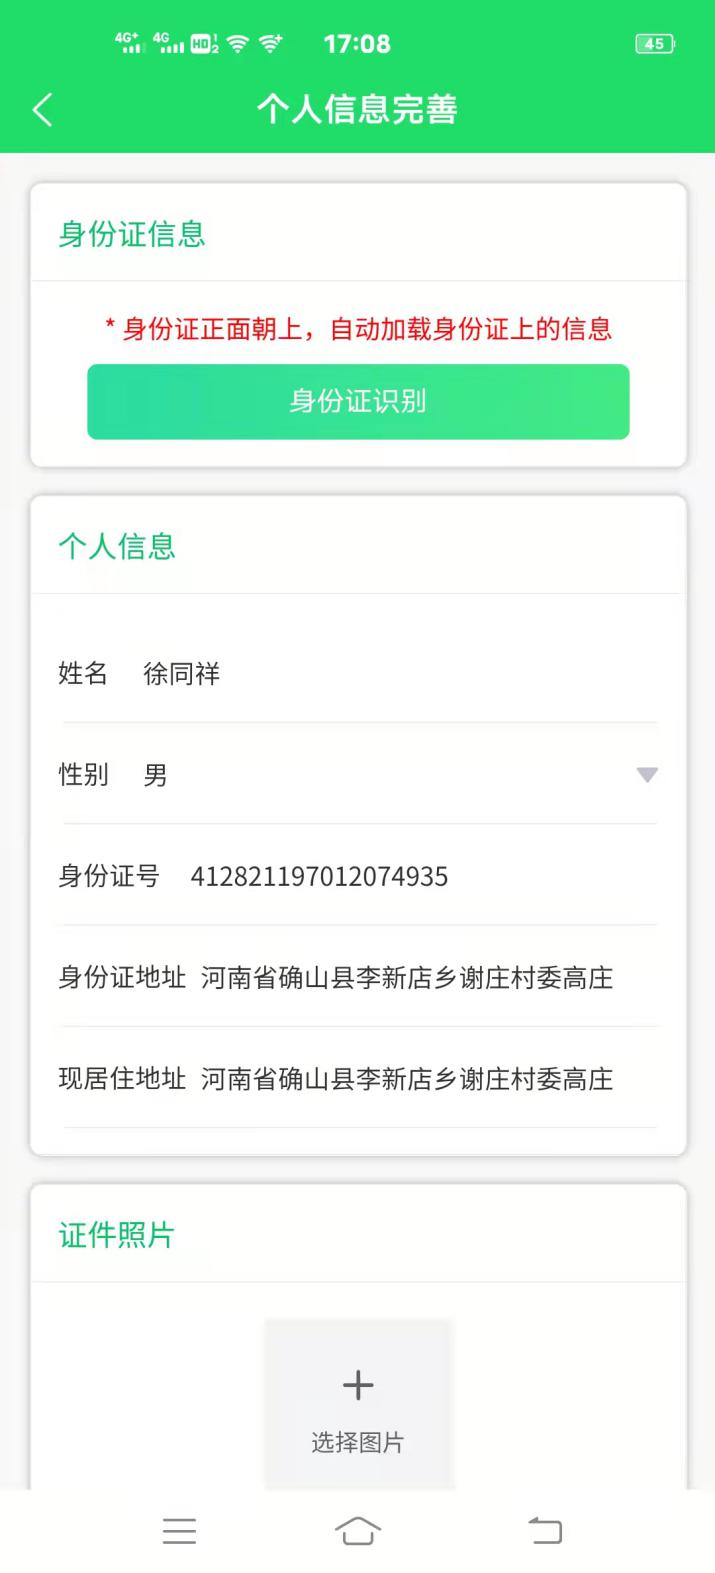 4G+ 4G HD 1 2 17:08 45
个人信息完善
身份证信息
* 身份证正面朝上，自动加载身份证上的信息
身份证识别
个人信息
姓名 徐同祥
性别 男
身份证号 412821197012074935
身份证地址 河南省确山县李新店乡谢庄村委高庄
现居住地址 河南省确山县李新店乡谢庄村委高庄
证件照片
选择图片